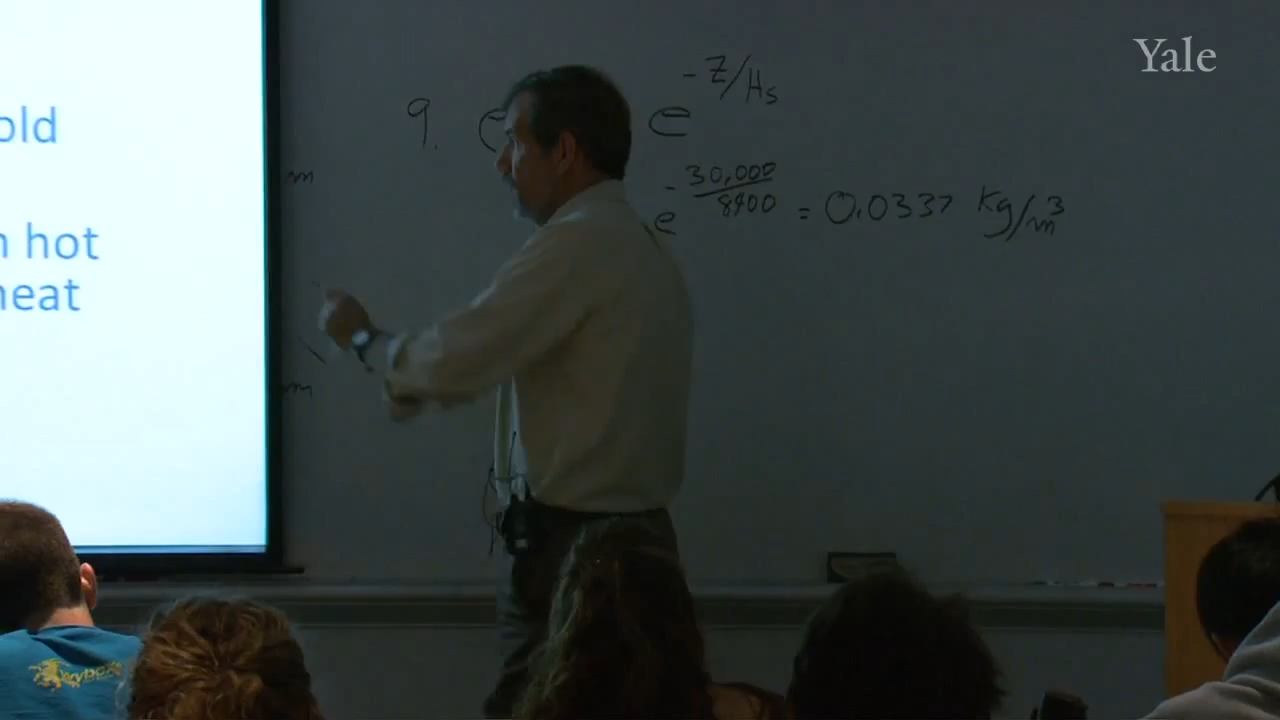 Yale
old
n hot
heat
m
m
9. e e^-Z/Hs
e^-30,000/8400 = 0.0337 kg/m³